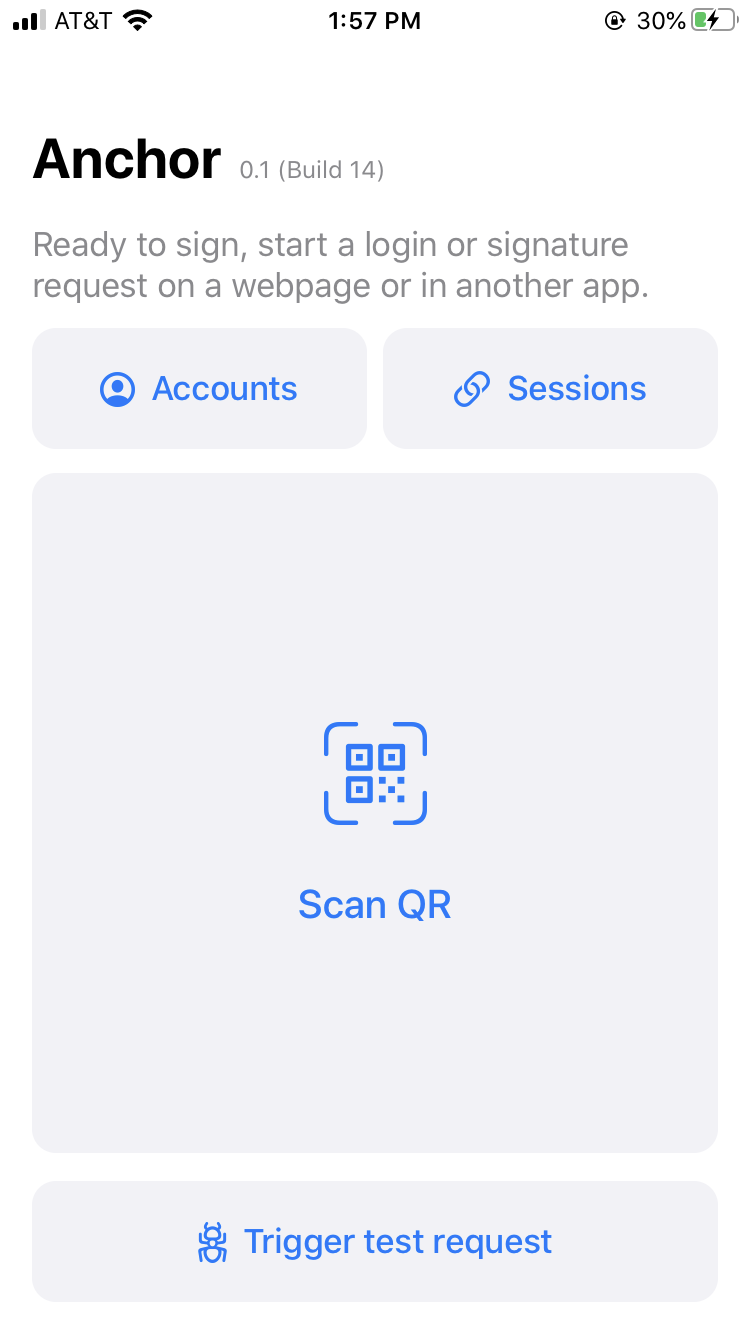 AT&T 1:57 PM 30%
Anchor 0.1 (Build 14)
Ready to sign, start a login or signature
request on a webpage or in another app.
Accounts Sessions
Scan QR
Trigger test request